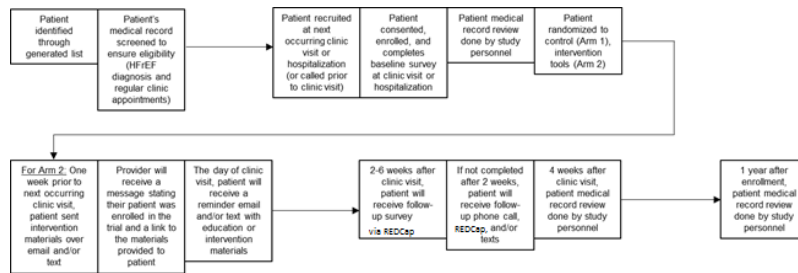 Patient
identified
through
generated list
Patient's
medical record
screened to
ensure eligibility
(HFrEF
diagnosis and
regular clinic
appointments)
Patient recruited
at next
occurring clinic
visit or
hospitalization
(or called prior
to clinic visit)
Patient
consented,
enrolled, and
completes
baseline survey
at clinic visit or
hospitalization
Patient medical
record review
done by study
personnel
Patient
randomized to
control (Arm 1),
intervention
tools (Arm 2)
For Arm 2: One
week prior to
next occurring
clinic visit,
patient sent
intervention
materials over
email and/or
text
Provider will
receive a
message stating
their patient was
enrolled in the
trial and a link to
the materials
provided to
patient
The day of clinic
visit, patient will
receive a
reminder email
and/or text with
education or
intervention
materials
2-6 weeks after
clinic visit,
patient will
receive follow-
up survey
via REDCap
If not completed
after 2 weeks,
patient will
receive follow-
up phone call,
REDCap, and/or
texts
4 weeks after
clinic visit,
patient medical
record review
done by study
personnel
1 year after
enrollment,
patient medical
record review
done by study
personnel